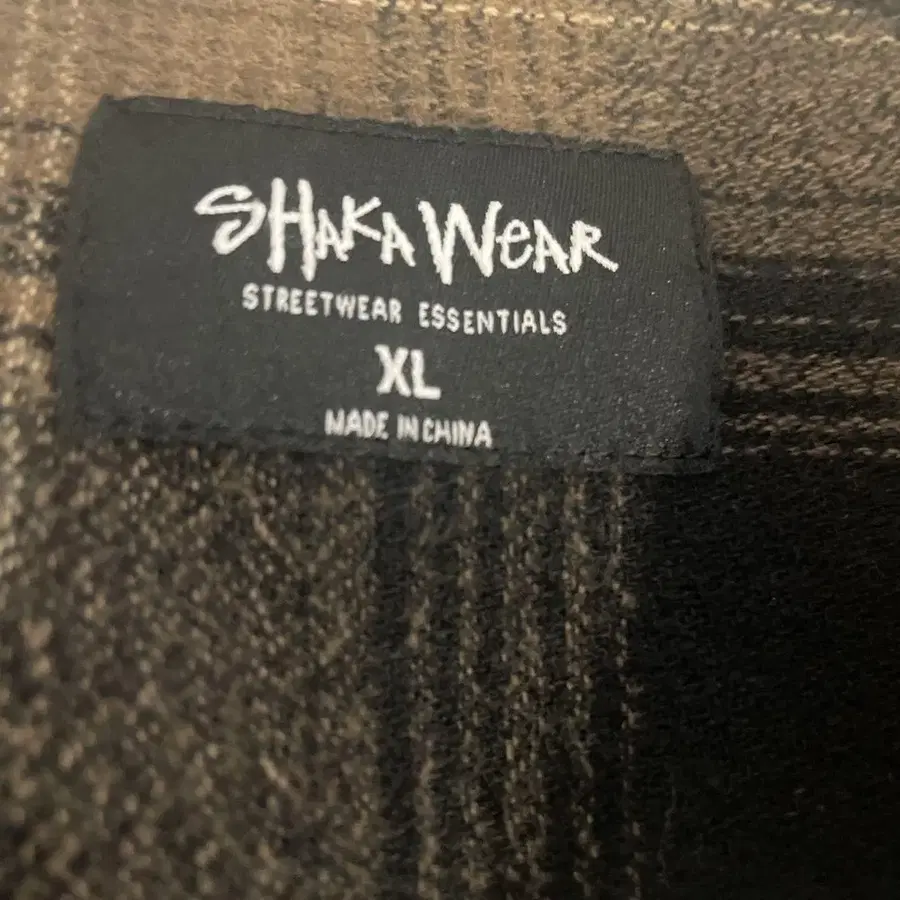 SHAKA WEAR
STREETWEAR ESSENTIALS
XL
MADE IN CHINA